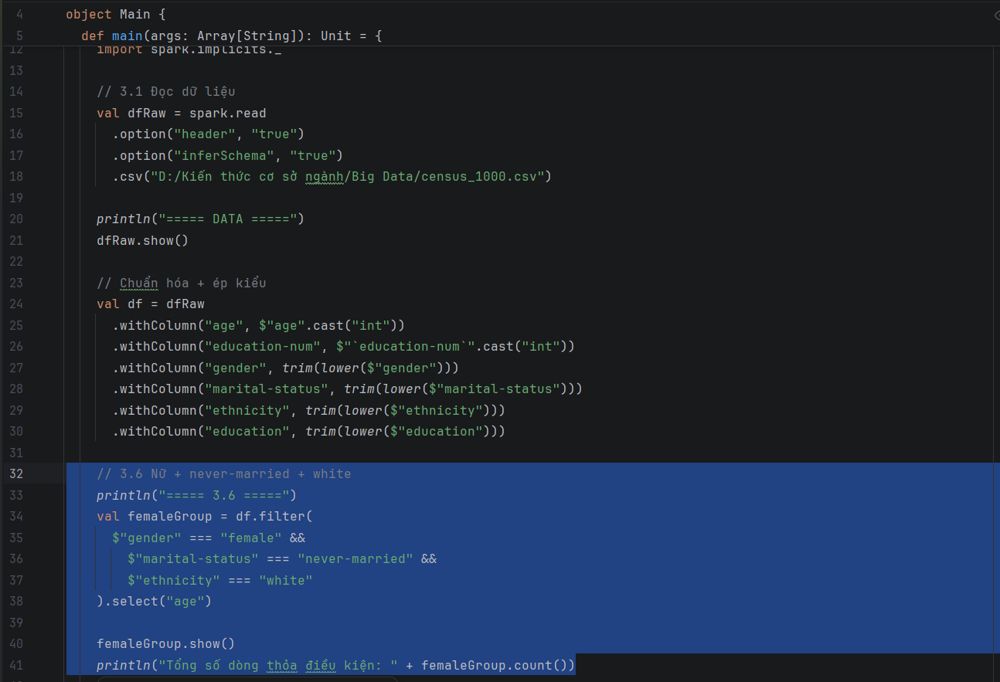 4 object Main {
5 def main(args: Array[String]): Unit = {
12 import spark.implicits._
13
14 // 3.1 Đọc dữ liệu
15 val dfRaw = spark.read
16 .option("header", "true")
17 .option("inferSchema", "true")
18 .csv("D:/Kiến thức cơ sở ngành/Big Data/census_1000.csv")
19
20 println("===== DATA =====")
21 dfRaw.show()
22
23 // Chuẩn hóa + ép kiểu
24 val df = dfRaw
25 .withColumn("age", $"age".cast("int"))
26 .withColumn("education-num", $"`education-num`".cast("int"))
27 .withColumn("gender", trim(lower($"gender")))
28 .withColumn("marital-status", trim(lower($"marital-status")))
29 .withColumn("ethnicity", trim(lower($"ethnicity")))
30 .withColumn("education", trim(lower($"education")))
31
32 // 3.6 Nữ + never-married + white
33 println("===== 3.6 =====")
34 val femaleGroup = df.filter(
35 $"gender" === "female" &&
36 $"marital-status" === "never-married" &&
37 $"ethnicity" === "white"
38 ).select("age")
39
40 femaleGroup.show()
41 println("Tổng số dòng thỏa điều kiện: " + femaleGroup.count())